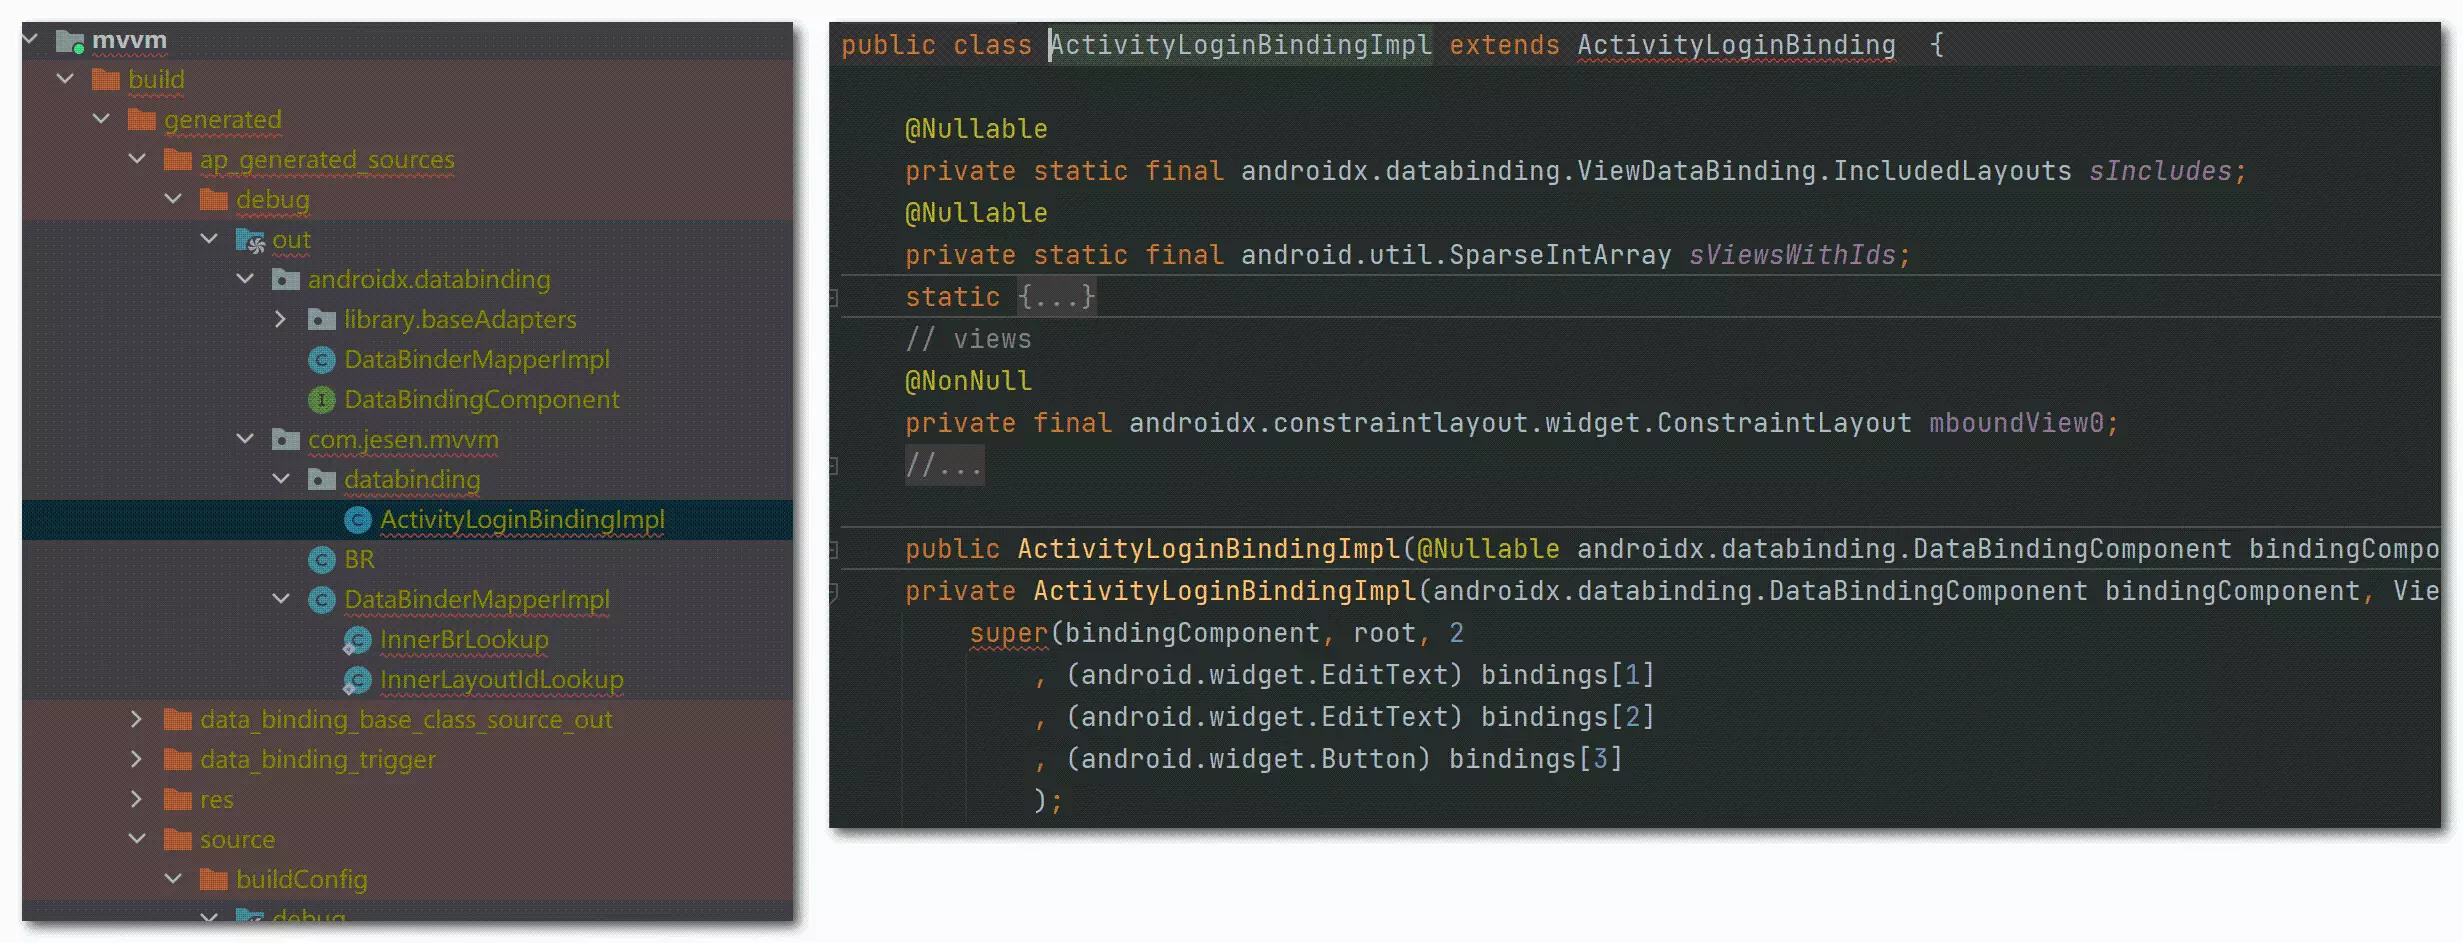 mvvm
build
generated
ap_generated_sources
debug
out
androidx.databinding
library.baseAdapters
DataBinderMapperImpl
DataBindingComponent
com.jesen.mvvm
databinding
ActivityLoginBindingImpl
BR
DataBinderMapperImpl
InnerBrLookup
InnerLayoutIdLookup
data_binding_base_class_source_out
data_binding_trigger
res
source
buildConfig
debug
public class ActivityLoginBindingImpl extends ActivityLoginBinding  {
@Nullable
private static final androidx.databinding.ViewDataBinding.IncludedLayouts sIncludes;
@Nullable
private static final android.util.SparseIntArray sViewsWithIds;
static {...}
// views
@NonNull
private final androidx.constraintlayout.widget.ConstraintLayout mboundView0;
//...
public ActivityLoginBindingImpl(@Nullable androidx.databinding.DataBindingComponent bindingCompo
private ActivityLoginBindingImpl(androidx.databinding.DataBindingComponent bindingComponent, Vie
super(bindingComponent, root, 2
, (android.widget.EditText) bindings[1]
, (android.widget.EditText) bindings[2]
, (android.widget.Button) bindings[3]
);